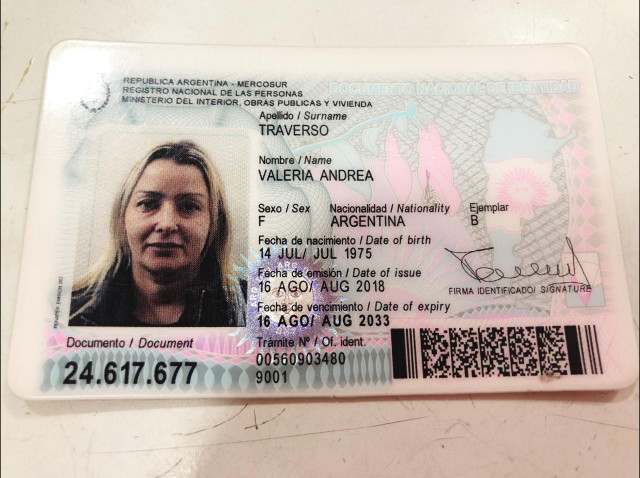 REPUBLICA ARGENTINA - MERCOSUR
REGISTRO NACIONAL DE LAS PERSONAS
MINISTERIO DEL INTERIOR, OBRAS PUBLICAS Y VIVIENDA
DOCUMENTO NACIONAL DE IDENTIDAD
Apellido / Surname
TRAVERSO
Nombre / Name
VALERIA ANDREA
Sexo / Sex Nacionalidad / Nationality Ejemplar
F ARGENTINA B
Fecha de nacimiento / Date of birth
14 JUL/ JUL 1975
Fecha de emisión / Date of issue
16 AGO/ AUG 2018
FIRMA IDENTIFICADO/ SIGNATURE
Fecha de vencimiento / Date of expiry
16 AGO/ AUG 2033
Documento / Document
24.617.677
Trámite Nº / Of. ident.
00560903480
9001